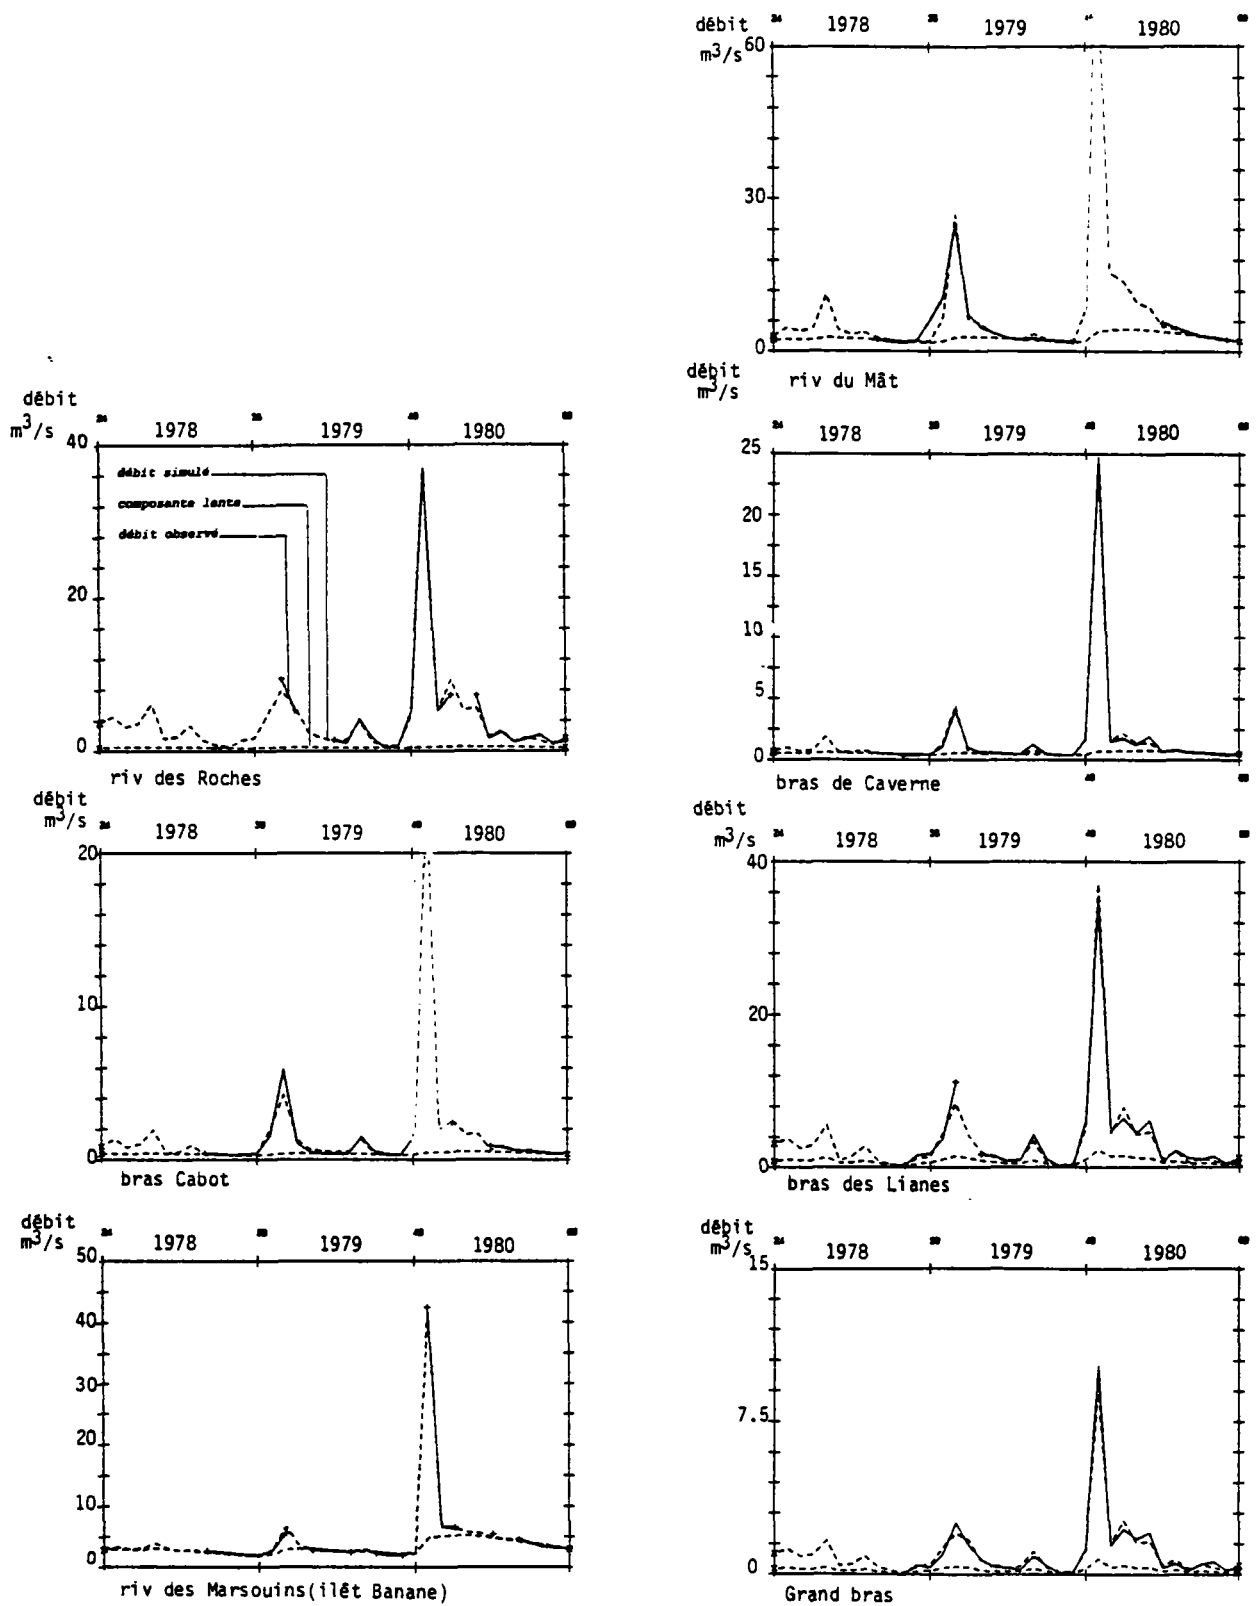 débit
m³/s
1978
1979
1980
60
30
0
riv du Mât
débit
m³/s
24
36
48
60
1978
1979
1980
40
20
0
débit simulé
composante lente
débit observé
riv des Roches
débit
m³/s
1978
1979
1980
25
20
15
10
5
0
bras de Caverne
débit
m³/s
1978
1979
1980
20
10
0
bras Cabot
débit
m³/s
1978
1979
1980
40
20
0
bras des Lianes
débit
m³/s
1978
1979
1980
50
40
30
20
10
0
riv des Marsouins(ilêt Banane)
débit
m³/s
1978
1979
1980
15
7.5
0
Grand bras